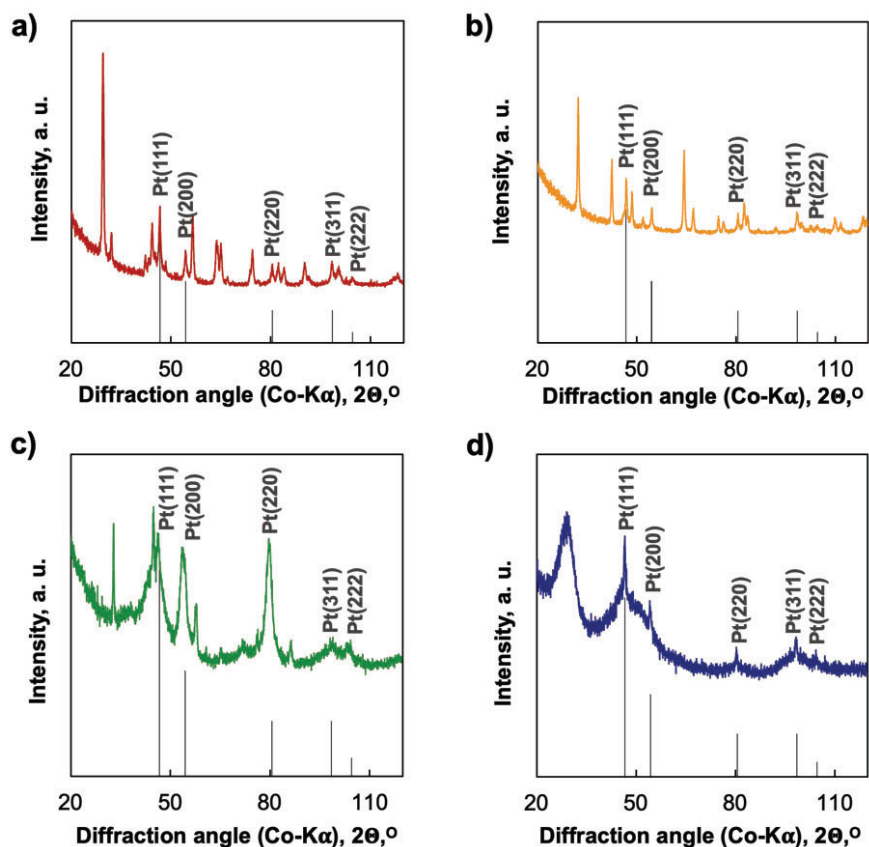 a)
Intensity, a. u.
Pt(111)
Pt(200)
Pt(220)
Pt(311)
Pt(222)
20 50 80 110
Diffraction angle (Co-Kα), 2Θ,º
b)
Intensity, a. u.
Pt(111)
Pt(200)
Pt(220)
Pt(311)
Pt(222)
20 50 80 110
Diffraction angle (Co-Kα), 2Θ,º
c)
Intensity, a. u.
Pt(111)
Pt(200)
Pt(220)
Pt(311)
Pt(222)
20 50 80 110
Diffraction angle (Co-Kα), 2Θ,º
d)
Intensity, a. u.
Pt(111)
Pt(200)
Pt(220)
Pt(311)
Pt(222)
20 50 80 110
Diffraction angle (Co-Kα), 2Θ,º